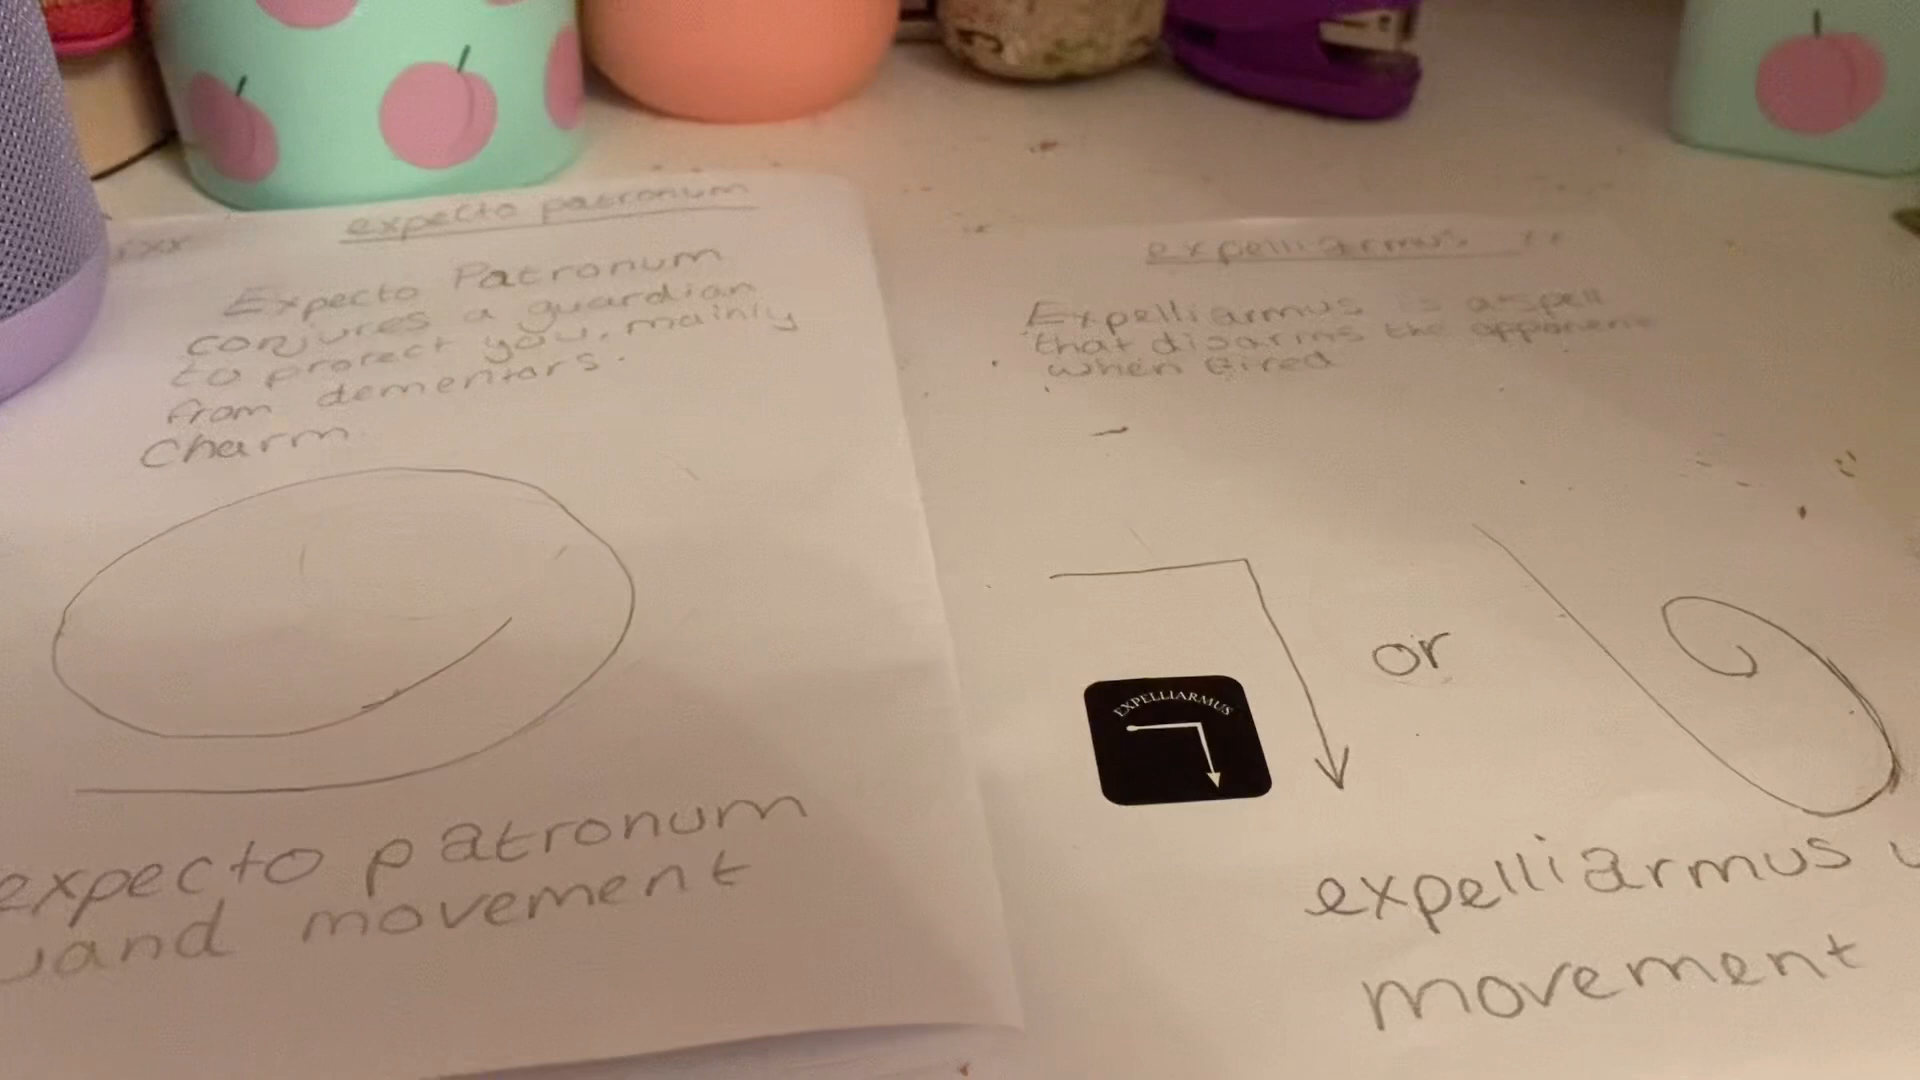 expecto patronum
Expecto Patronum
conjures a guardian
to protect you, mainly
from dementors.
Charm
expecto patronum
wand movement
expelliarmus
Expelliarmus is a spell
that disarms the opponent
when fired
or
EXPELLIARMUS
expelliarmus
movement